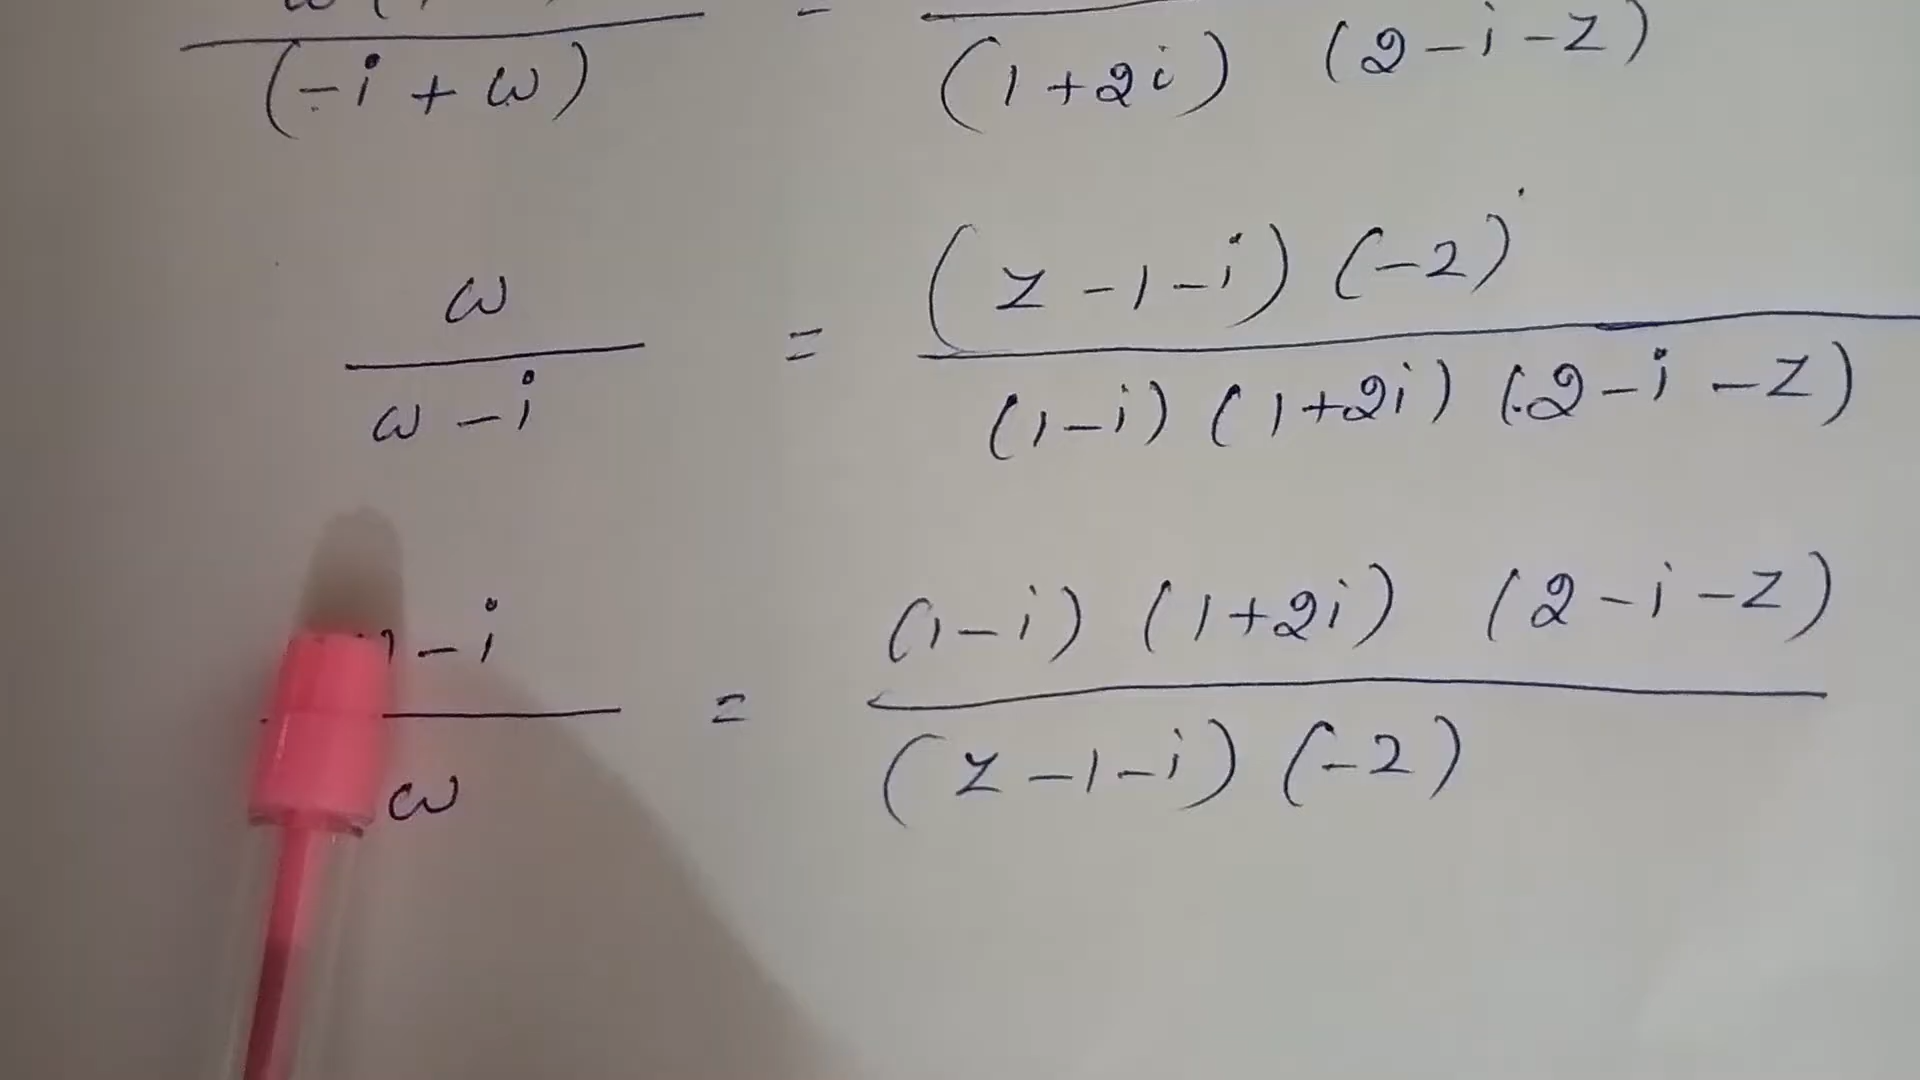 (-i + ω) (1+2i) (2-i-z)
ω = (z-1-i) (-2)
ω-i (1-i) (1+2i) (2-i-z)
-i (1-i) (1+2i) (2-i-z)
=
ω (z-1-i) (-2)